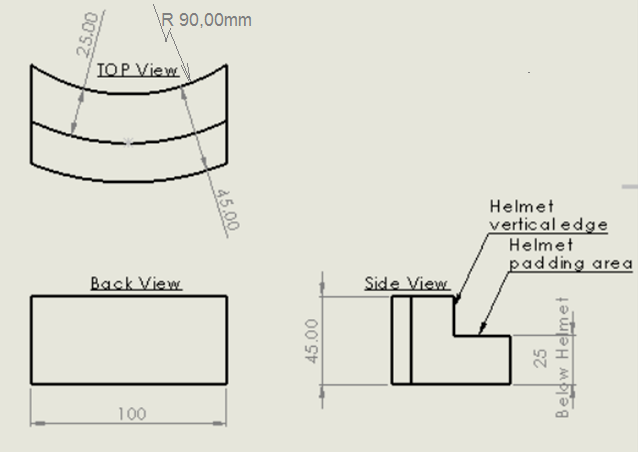 R 90,00mm
25.00
TOP View
45.00
Helmet
vertical edge
Helmet
padding area
Back View
Side View
45.00
25
Below Helmet
100